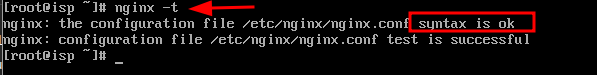 [root@isp ~]# nginx -t
nginx: the configuration file /etc/nginx/nginx.conf syntax is ok
nginx: configuration file /etc/nginx/nginx.conf test is successful
[root@isp ~]# _